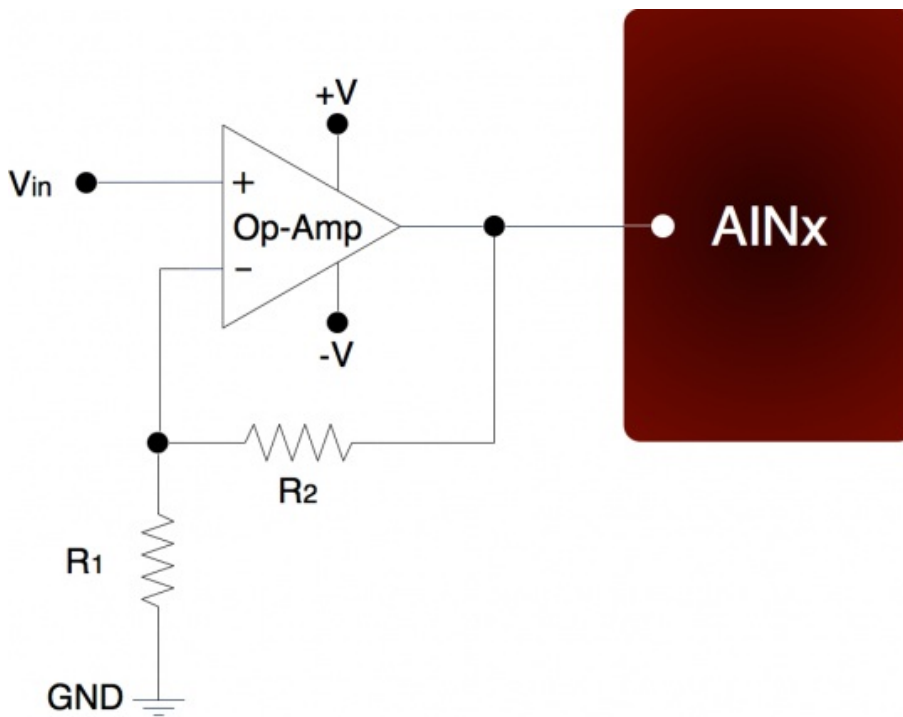 +V
Vin
+
Op-Amp
AINx
-
-V
R2
R1
GND